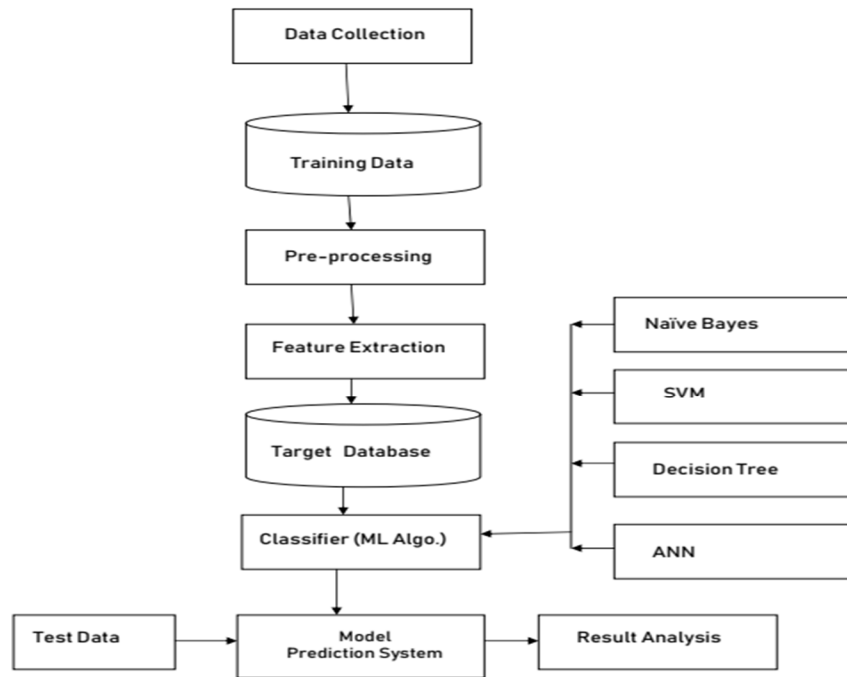 Data Collection
Training Data
Pre-processing
Feature Extraction
Target Database
Classifier (ML Algo.)
Naïve Bayes
SVM
Decision Tree
ANN
Test Data
Model
Prediction System
Result Analysis